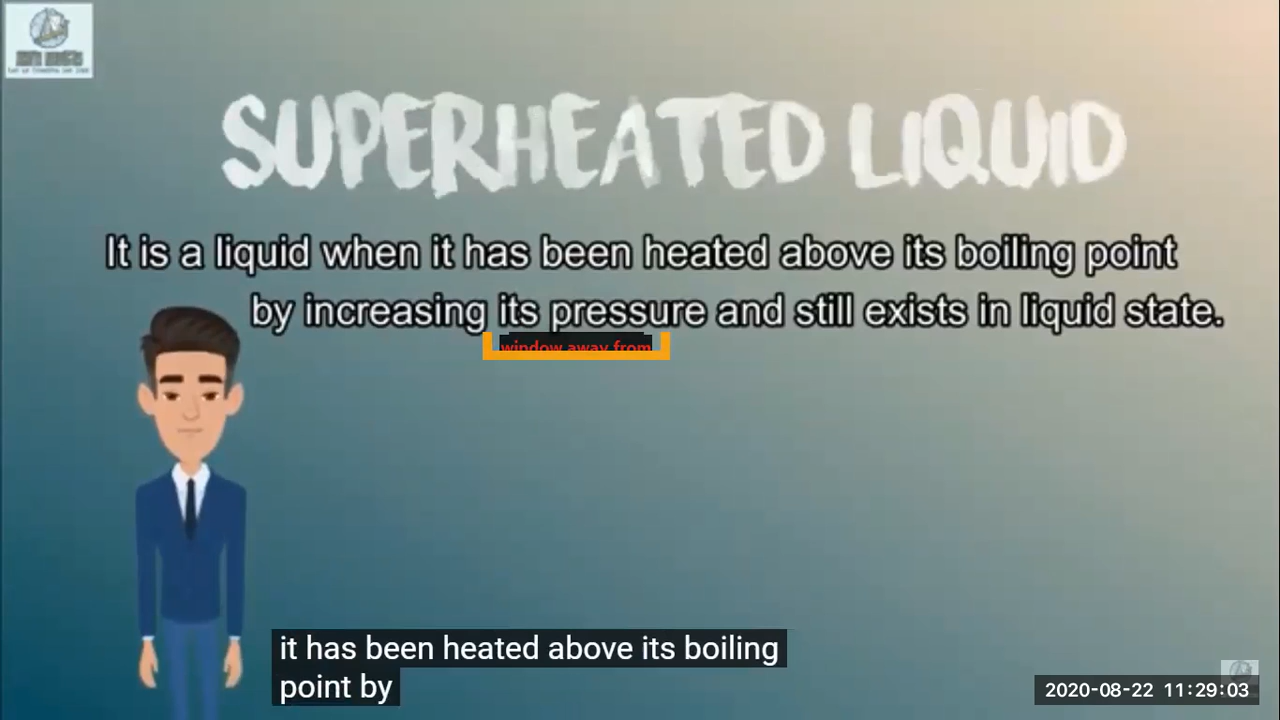 SUPERHEATED LIQUID
It is a liquid when it has been heated above its boiling point
by increasing its pressure and still exists in liquid state.
window away from
it has been heated above its boiling
point by
2020-08-22 11:29:03